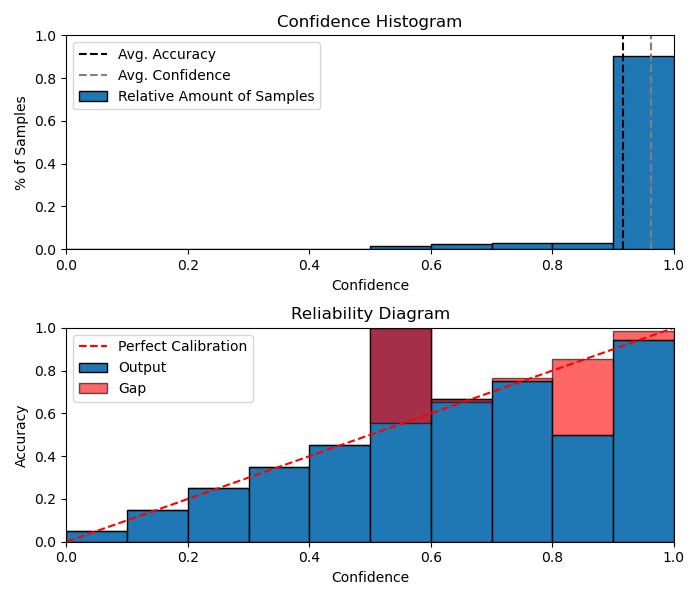 Confidence Histogram
1.0
0.8
0.6
0.4
0.2
0.0
% of Samples
Avg. Accuracy
Avg. Confidence
Relative Amount of Samples
0.0 0.2 0.4 0.6 0.8 1.0
Confidence
Reliability Diagram
1.0
0.8
0.6
0.4
0.2
0.0
Accuracy
Perfect Calibration
Output
Gap
0.0 0.2 0.4 0.6 0.8 1.0
Confidence